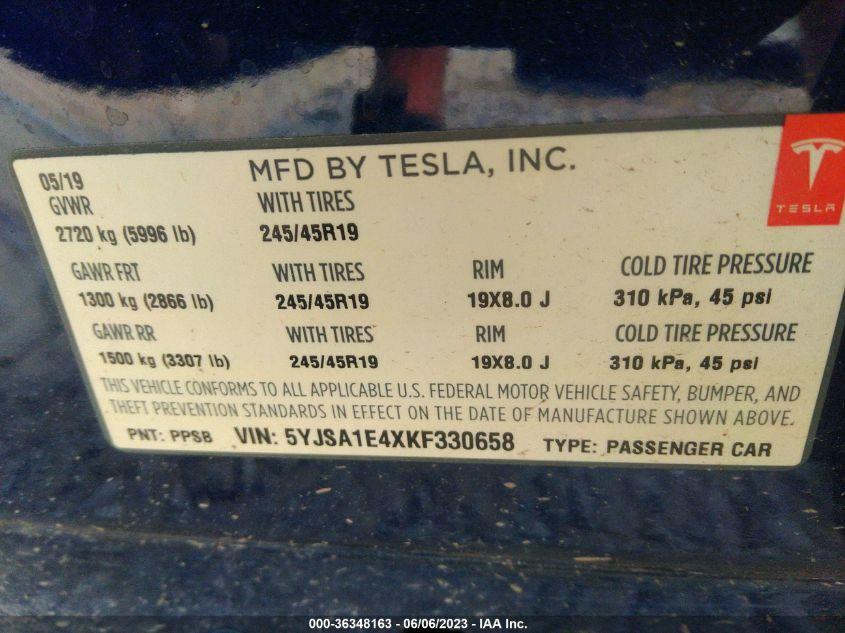 MFD BY TESLA, INC.
TESLA
05/19
GVWR WITH TIRES
2720 kg (5996 lb) 245/45R19
GAWR FRT WITH TIRES RIM COLD TIRE PRESSURE
1300 kg (2866 lb) 245/45R19 19X8.0 J 310 kPa, 45 psi
GAWR RR WITH TIRES RIM COLD TIRE PRESSURE
1500 kg (3307 lb) 245/45R19 19X8.0 J 310 kPa, 45 psi
THIS VEHICLE CONFORMS TO ALL APPLICABLE U.S. FEDERAL MOTOR VEHICLE SAFETY, BUMPER, AND
THEFT PREVENTION STANDARDS IN EFFECT ON THE DATE OF MANUFACTURE SHOWN ABOVE.
PNT: PPSB VIN: 5YJSA1E4XKF330658 TYPE: PASSENGER CAR
000-36348163 - 06/06/2023 - IAA Inc.